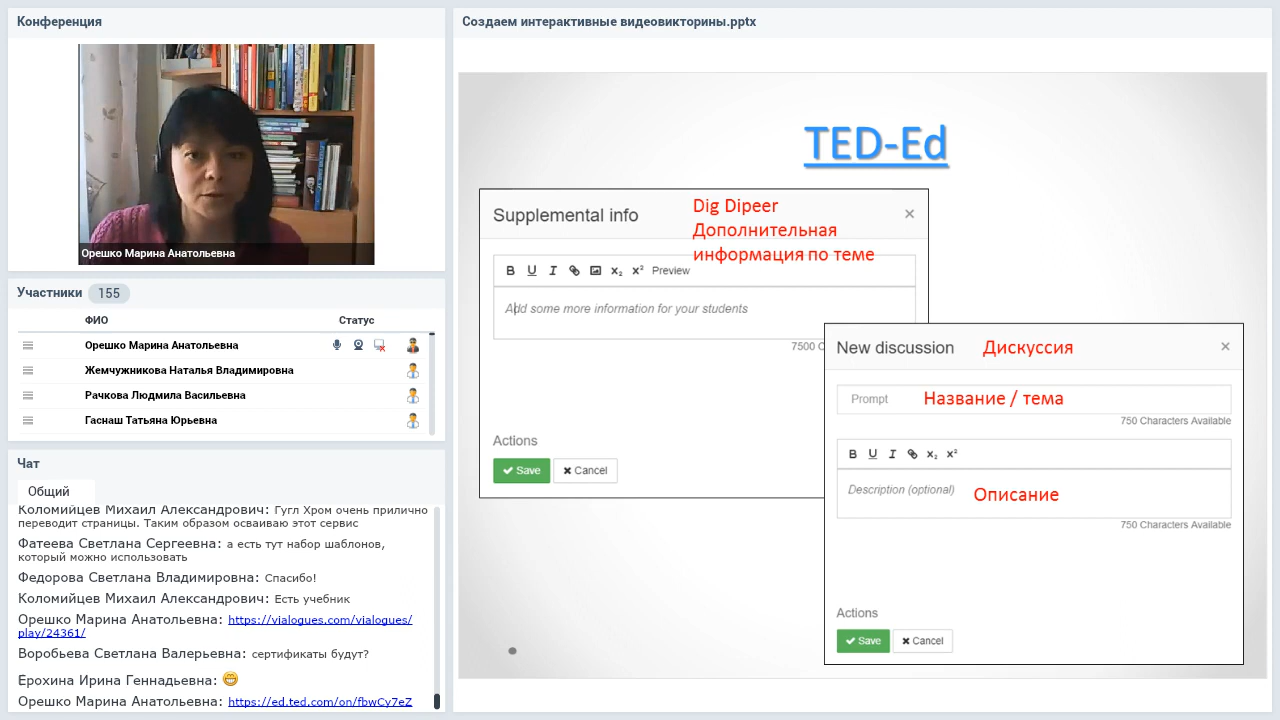 Конференция
Орешко Марина Анатольевна
Участники 155
ФИО Статус
Орешко Марина Анатольевна
Жемчужникова Наталья Владимировна
Рачкова Людмила Васильевна
Гаснаш Татьяна Юрьевна
Чат
Общий
Коломийцев Михаил Александрович: Гугл Хром очень прилично
переводит страницы. Таким образом осваиваю этот сервис
Фатеева Светлана Сергеевна: а есть тут набор шаблонов,
который можно использовать
Федорова Светлана Владимировна: Спасибо!
Коломийцев Михаил Александрович: Есть учебник
Орешко Марина Анатольевна: https://vialogues.com/vialogues/
play/24361/
Воробьева Светлана Валерьевна: сертификаты будут?
Ерохина Ирина Геннадьевна:
Орешко Марина Анатольевна: https://ed.ted.com/on/fbwCy7eZ
Создаем интерактивные видеовикторины.pptx
TED-Ed
Supplemental info
Dig Dipeer
Дополнительная
информация по теме
×
B U I x₂ x² Preview
Add some more information for your students
7500 C
Actions
Save Cancel
New discussion Дискуссия ×
Prompt Название / тема
750 Characters Available
B U I x₂ x²
Description (optional) Описание
750 Characters Available
Actions
Save Cancel